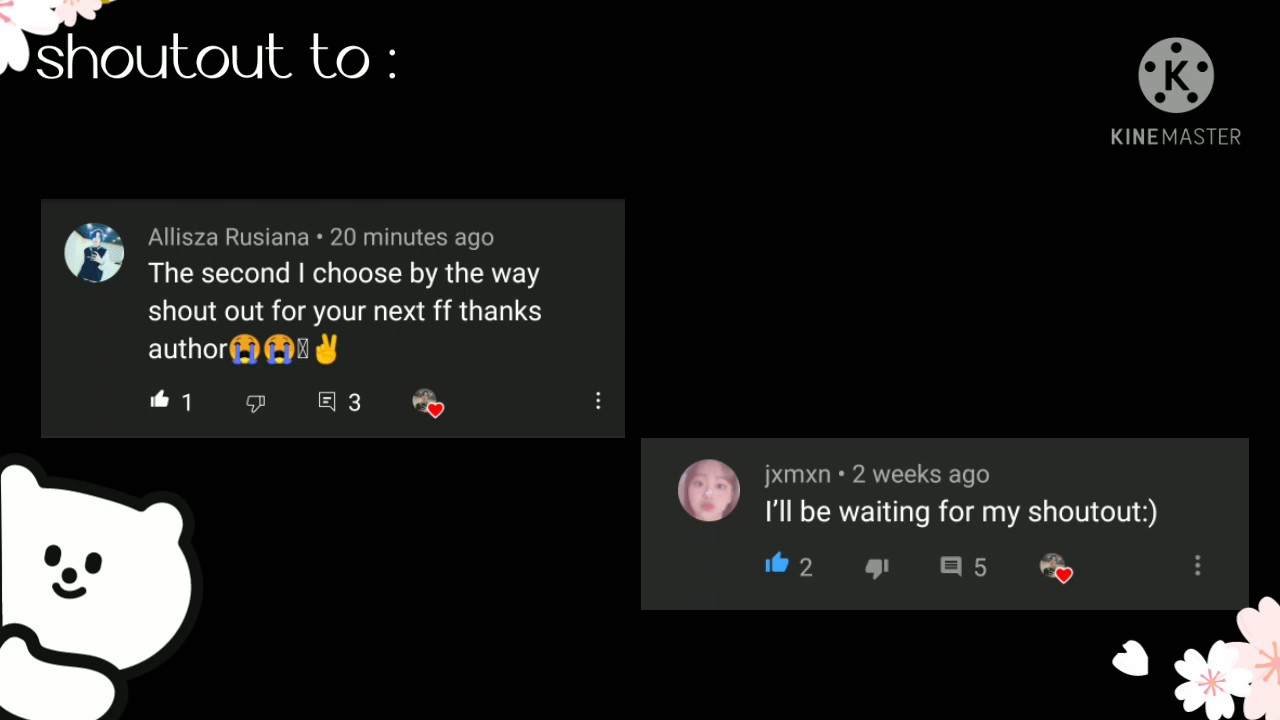 shoutout to :
K
KINEMASTER
Allisza Rusiana • 20 minutes ago
The second I choose by the way
shout out for your next ff thanks
author😭😭▯✌
1 3
jxmxn • 2 weeks ago
I’ll be waiting for my shoutout:)
2 5